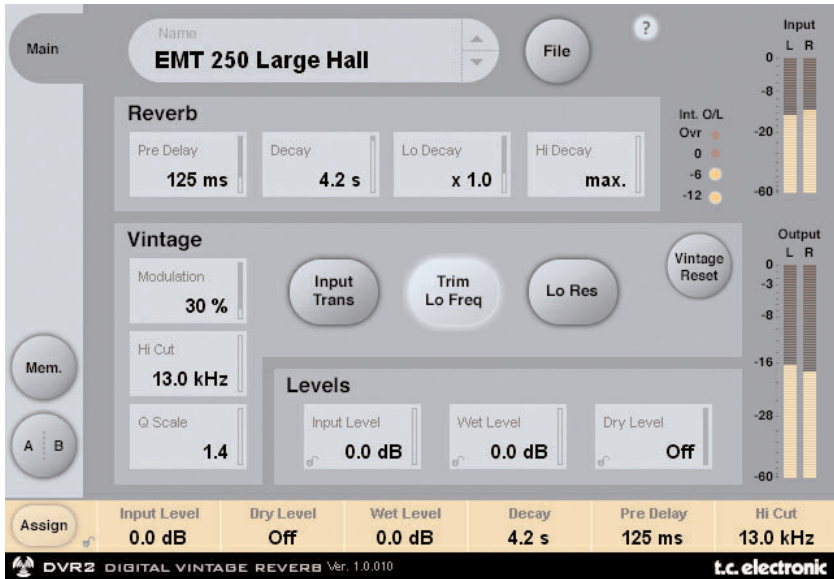 Main
Name
EMT 250 Large Hall
File
?
Input
L R
0
-8
-20
-60
Int. O/L
Ovr
0
-6
-12
Reverb
Pre Delay
125 ms
Decay
4.2 s
Lo Decay
x 1.0
Hi Decay
max.
Vintage
Modulation
30 %
Input
Trans
Trim
Lo Freq
Lo Res
Vintage
Reset
Hi Cut
13.0 kHz
Q Scale
1.4
Output
L R
0
-3
-8
-16
-28
-60
Levels
Input Level
0.0 dB
Wet Level
0.0 dB
Dry Level
Off
Mem.
A B
Assign
Input Level
0.0 dB
Dry Level
Off
Wet Level
0.0 dB
Decay
4.2 s
Pre Delay
125 ms
Hi Cut
13.0 kHz
DVR2 DIGITAL VINTAGE REVERB Ver. 1.0.010
t.c. electronic